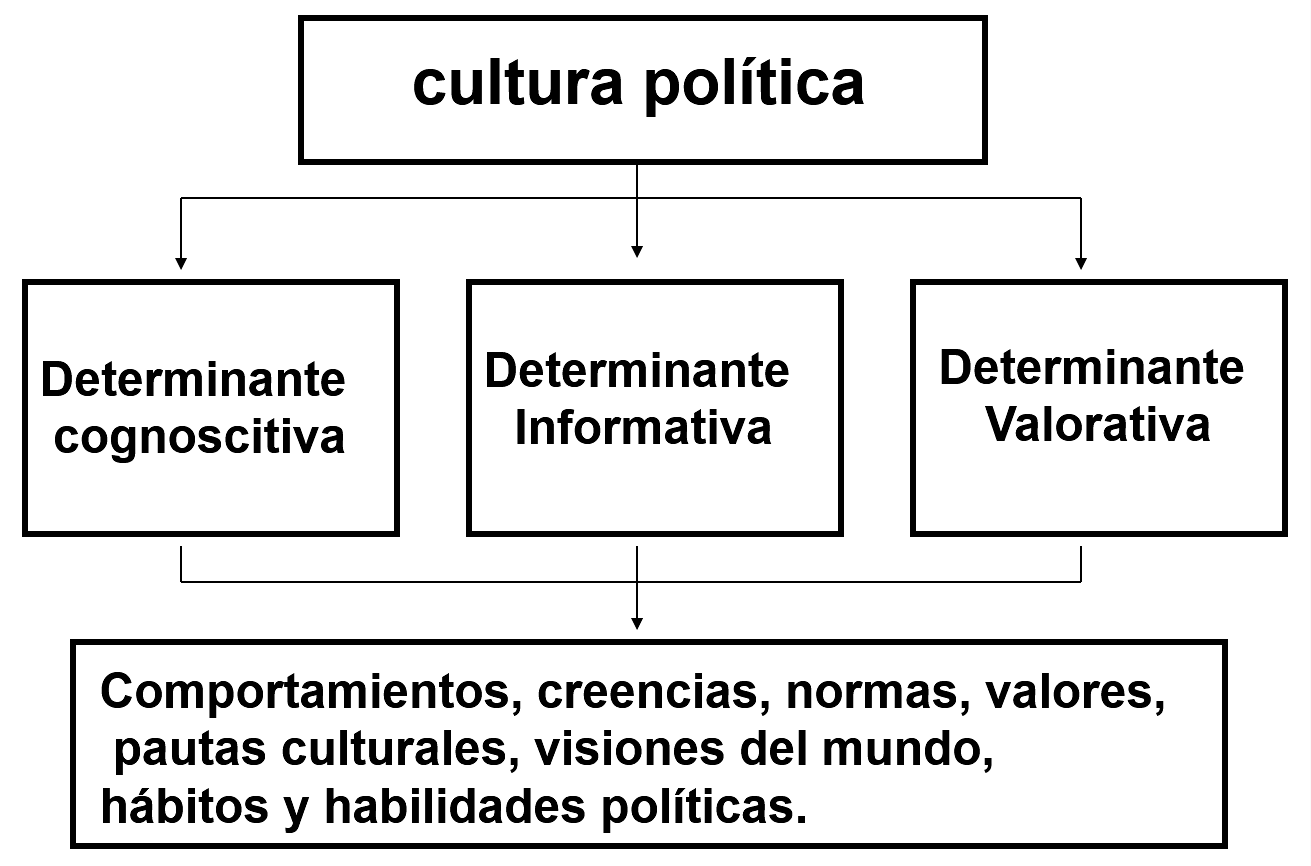 cultura política
Determinante
cognoscitiva
Determinante
Informativa
Determinante
Valorativa
Comportamientos, creencias, normas, valores,
pautas culturales, visiones del mundo,
hábitos y habilidades políticas.